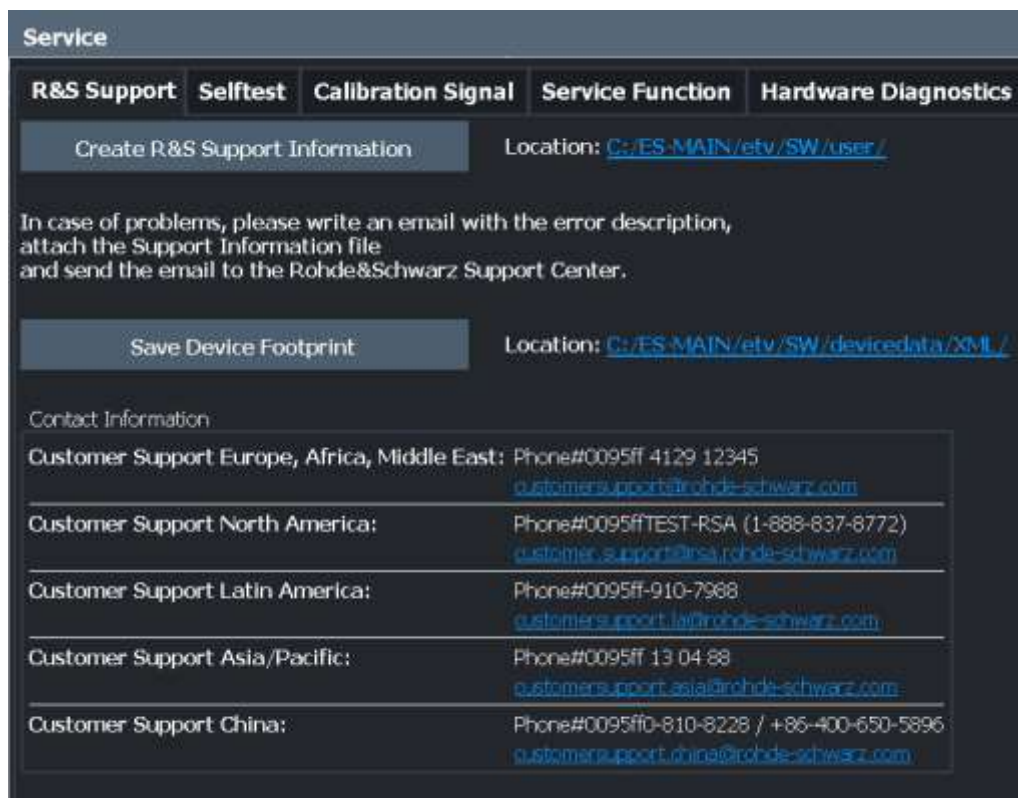 Service
R&S Support Selftest Calibration Signal Service Function Hardware Diagnostics
Create R&S Support Information Location: C:/ES-MAIN/etv/SW/user/
In case of problems, please write an email with the error description,
attach the Support Information file
and send the email to the Rohde&Schwarz Support Center.
Save Device Footprint Location: C:/ES-MAIN/etv/SW/devicedata/XML/
Contact Information
Customer Support Europe, Africa, Middle East: Phone#0095ff 4129 12345
customersupport@rohde-schwarz.com
Customer Support North America: Phone#0095ffTEST-RSA (1-888-837-8772)
customer.support@rsa.rohde-schwarz.com
Customer Support Latin America: Phone#0095ff-910-7988
customersupport.la@rohde-schwarz.com
Customer Support Asia/Pacific: Phone#0095ff 13 04 88
customersupport.asia@rohde-schwarz.com
Customer Support China: Phone#0095ff0-810-8228 / +86-400-650-5896
customersupport.china@rohde-schwarz.com